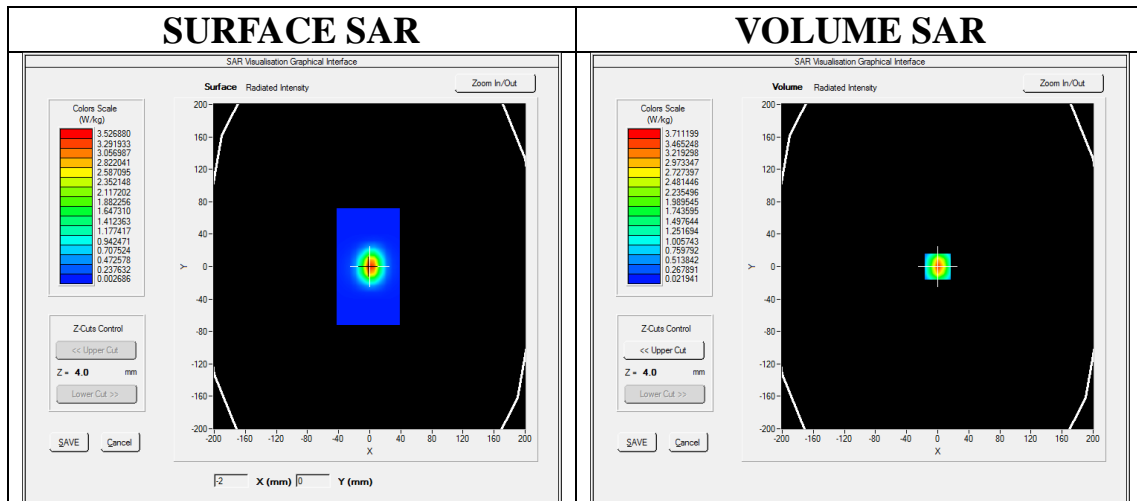 SURFACE SAR
VOLUME SAR
SAR Visualisation Graphical Interface
Surface Radiated Intensity
Zoom In/Out
Colors Scale
(W/kg)
3.526880
3.291933
3.056987
2.822041
2.587095
2.352148
2.117202
1.882256
1.647310
1.412363
1.177417
0.942471
0.707524
0.472578
0.237632
0.002686
Z-Cuts Control
<< Upper Cut
Z = 4.0 mm
Lower Cut >>
SAVE Cancel
200
160
120
80
40
0
-40
-80
-120
-160
-200
Y
-200 -160 -120 -80 -40 0 40 80 120 160 200
X
-2 X (mm) 0 Y (mm)
SAR Visualisation Graphical Interface
Volume Radiated Intensity
Zoom In/Out
Colors Scale
(W/kg)
3.711199
3.465248
3.219298
2.973347
2.727397
2.481446
2.235496
1.989545
1.743595
1.497644
1.251694
1.005743
0.759792
0.513842
0.267891
0.021941
Z-Cuts Control
<< Upper Cut
Z = 4.0 mm
Lower Cut >>
SAVE Cancel
200
160
120
80
40
0
-40
-80
-120
-160
-200
Y
-200 -160 -120 -80 -40 0 40 80 120 160 200
X